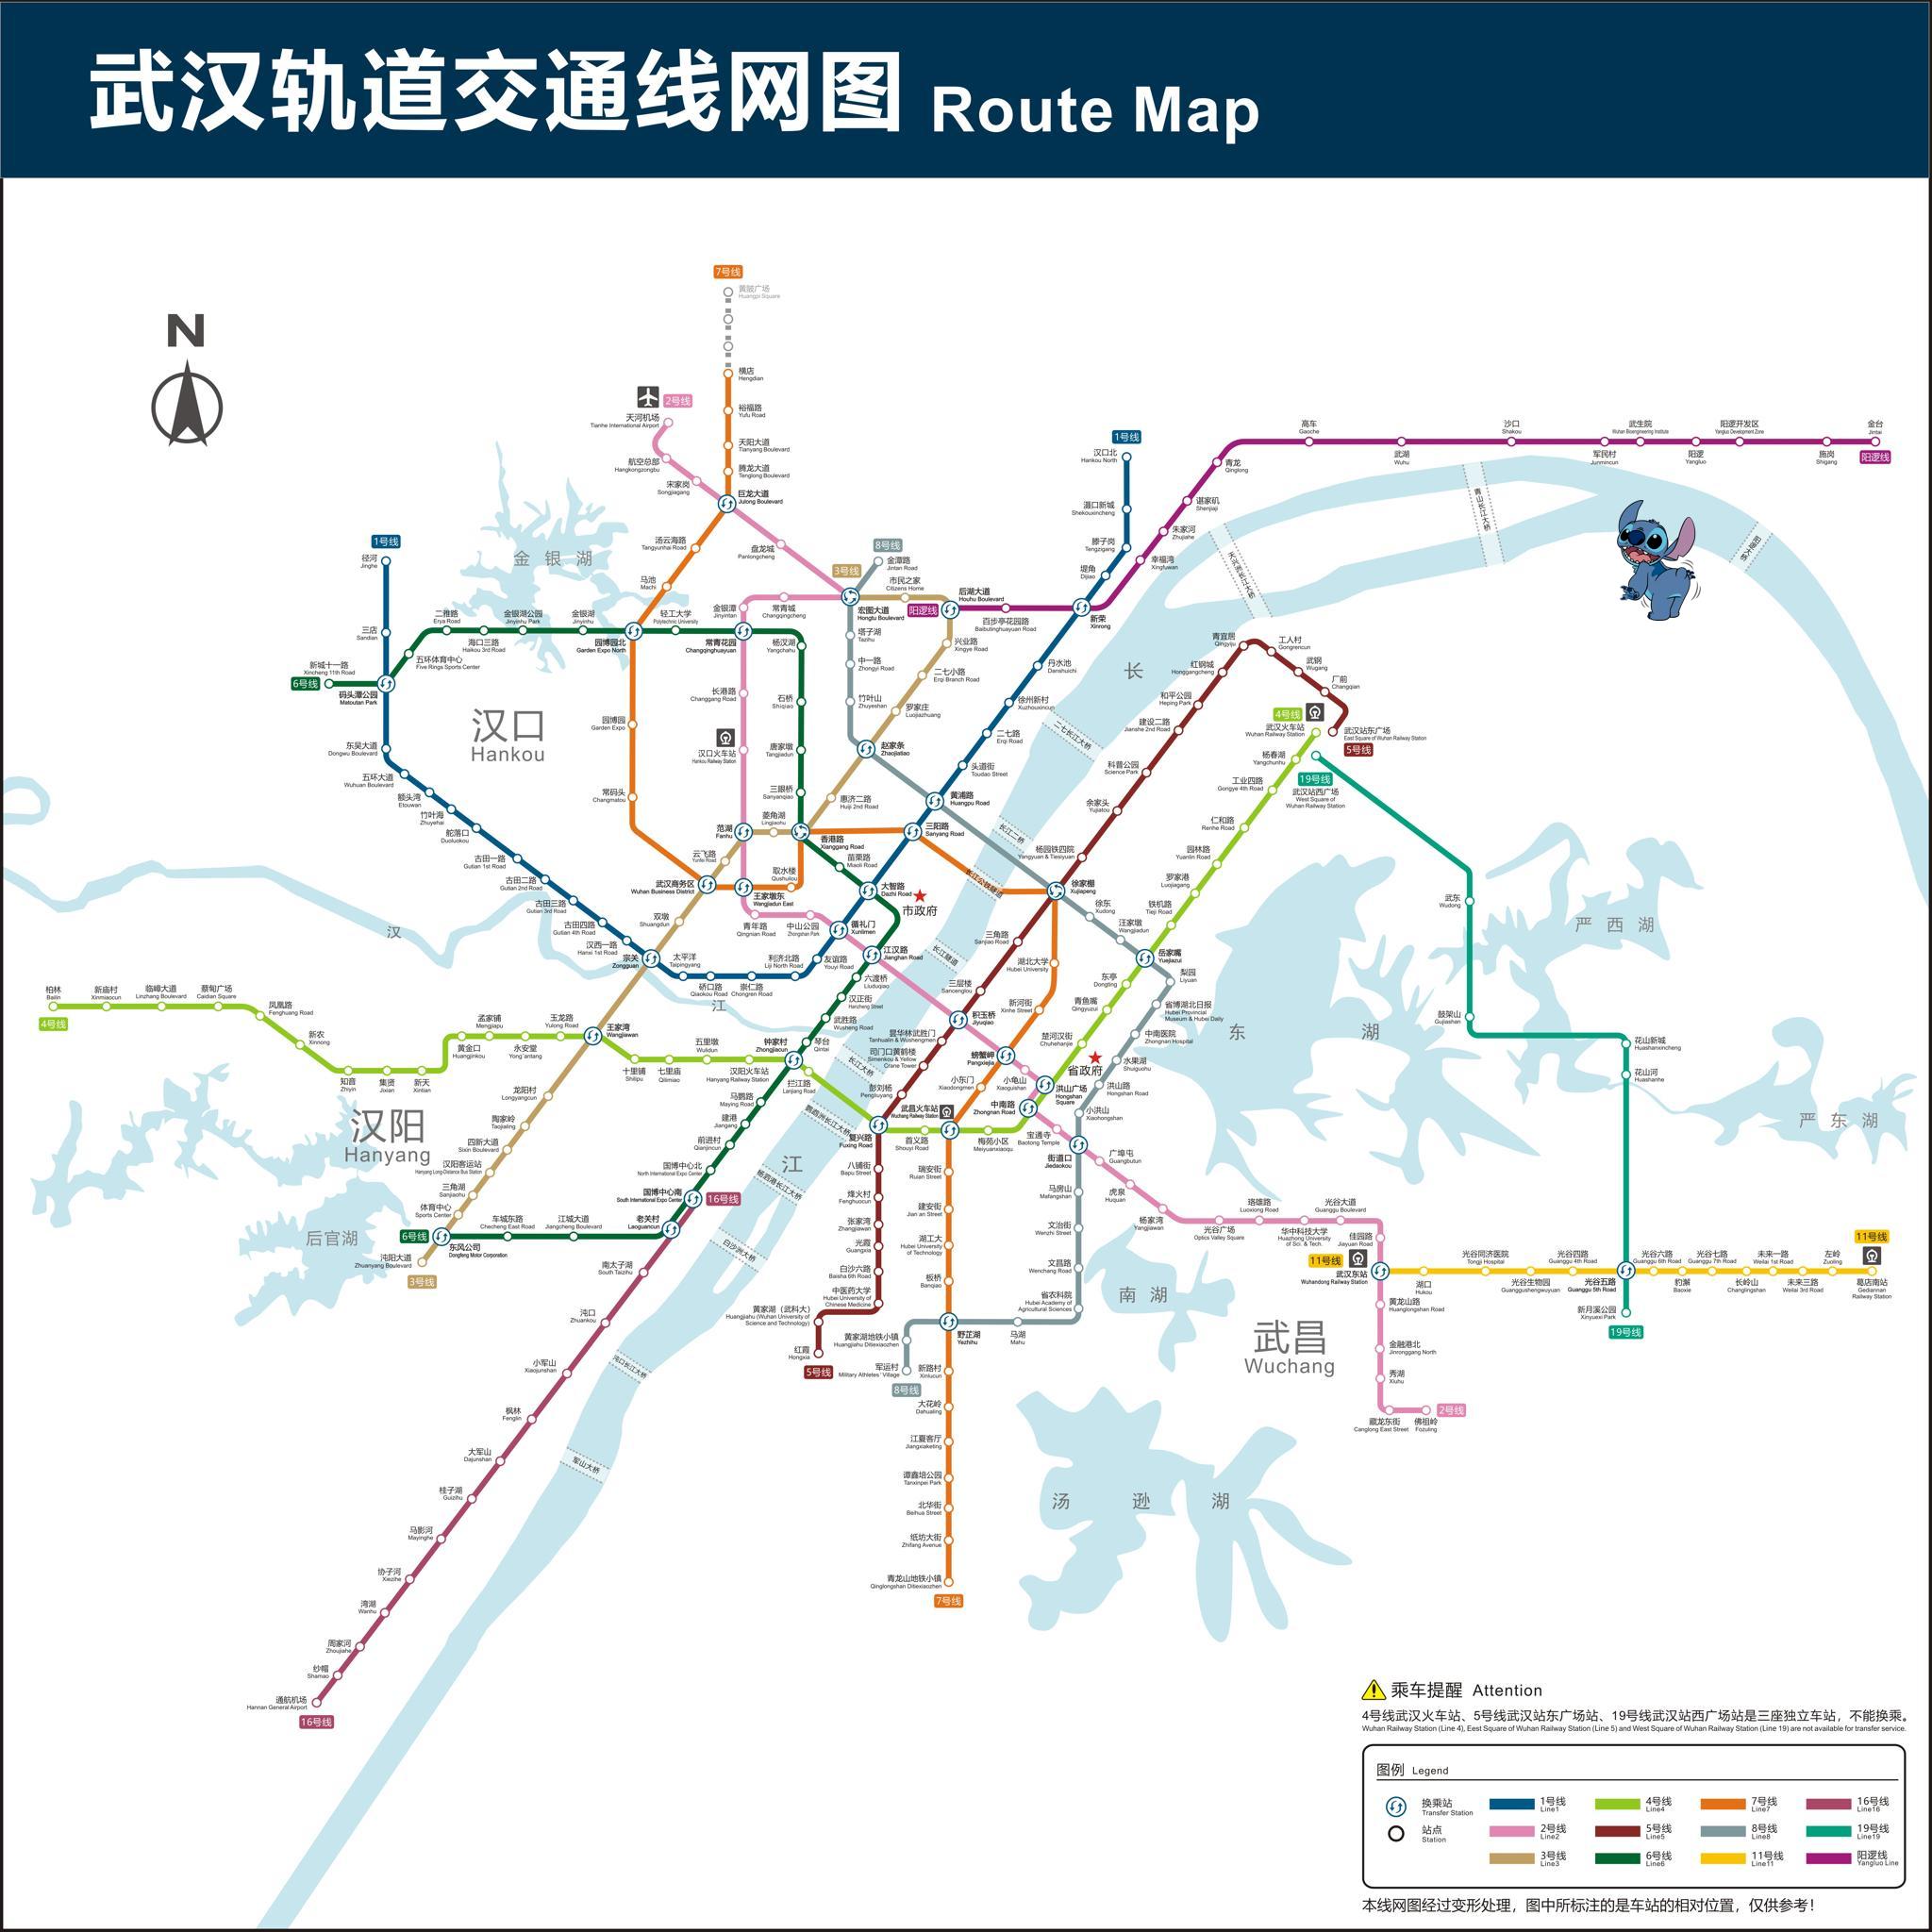 武汉轨道交通线网图 Route Map
N
7号线
黄陂广场
Huangpi Square
横店
Hengdian
裕福路
Yufu Road
天阳大道
Tianyang Boulevard
腾龙大道
Tenglong Boulevard
巨龙大道
Julong Boulevard
2号线
天河机场
Tianhe International Airport
航空总部
Hangkongzongbu
宋家岗
Songjiagang
盘龙城
Panlongcheng
汤云海路
Tangyunhai Road
马池
Machi
金银湖
1号线
径河
Jinghe
三店
Sandian
二雅路
Erya Road
海口三路
Haikou 3rd Road
金银湖公园
Jinyinhu Park
金银湖
Jinyinhu
园博园北
Garden Expo North
轻工大学
Polytechnic University
常青花园
Changqinghuayuan
杨汊湖
Yangchahu
金银潭
Jinyintan
常青城
Changqingcheng
五环体育中心
Five Rings Sports Center
新城十一路
Xincheng 11th Road
6号线
码头潭公园
Matoutan Park
东吴大道
Dongwu Boulevard
五环大道
Wuhuan Boulevard
额头湾
Etouwan
竹叶海
Zhuyehai
舵落口
Duoluokou
古田一路
Gutian 1st Road
古田二路
Gutian 2nd Road
古田三路
Gutian 3rd Road
古田四路
Gutian 4th Road
汉西一路
Hanxi 1st Road
宗关
Zongguan
太平洋
Taipingyang
硚口路
Qiaokou Road
崇仁路
Chongren Road
利济北路
Liji North Road
友谊路
Youyi Road
循礼门
Xunlimen
大智路
Dazhi Road
三阳路
Sanyang Road
黄浦路
Huangpu Road
头道街
Toudao Street
二七路
Erqi Road
徐州新村
Xuzhouxincun
丹水池
Danshuichi
新荣
Xinrong
堤角
Dijiao
滕子岗
Tengzigang
滠口新城
Shekouxincheng
汉口北
Hankou North
1号线
8号线
金潭路
Jintan Road
3号线
市民之家
Citizens Home
宏图大道
Hongtu Boulevard
阳逻线
后湖大道
Houhu Boulevard
百步亭花园路
Baibutinghuayuan Road
幸福湾
Xingfuwan
朱家河
Zhujiahe
谌家矶
Shenjiaji
青龙
Qinglong
高车
Gaoche
武湖
Wuhu
沙口
Shakou
军民村
Junmincun
武生院
Wuhan Bioengineering Institute
阳逻
Yangluo
阳逻开发区
Yangluo Development Zone
施岗
Shigang
金台
Jintai
阳逻线
青山长江大桥
天兴洲长江大桥
塔子湖
Tazihu
中一路
Zhongyi Road
竹叶山
Zhuyeshan
赵家条
Zhaojiatiao
兴业路
Xingye Road
二七小路
Erqi Branch Road
罗家庄
Luojiazhuang
惠济二路
Huiji 2nd Road
汉口
Hankou
园博园
Garden Expo
常码头
Changmatou
长港路
Changgang Road
汉口火车站
Hankou Railway Station
范湖
Fanhu
菱角湖
Lingjiaohu
香港路
Xianggang Road
石桥
Shiqiao
唐家墩
Tangjiadun
三眼桥
Sanyanqiao
苗栗路
Miaoli Road
云飞路
Yunfei Road
武汉商务区
Wuhan Business District
王家墩东
Wangjiadun East
取水楼
Qushuilou
双墩
Shuangdun
青年路
Qingnian Road
中山公园
Zhongshan Park
市政府
江汉路
Jianghan Road
六渡桥
Liuduqiao
汉正街
Hanzheng Street
武胜路
Wusheng Road
琴台
Qintai
钟家村
Zhongjiacun
汉
江
长
江
二七长江大桥
长江二桥
长江公铁隧道
长江隧道
长江大桥
鹦鹉洲长江大桥
杨泗港长江大桥
白沙洲大桥
沌口长江大桥
军山大桥
青宜居
Qingyiju
工人村
Gongrencun
武钢
Wugang
厂前
Changqian
红钢城
Honggangcheng
和平公园
Heping Park
建设二路
Jianshe 2nd Road
科普公园
Science Park
余家头
Yujiatou
杨园铁四院
Yangyuan & Tiesiyuan
徐家棚
Xujiapeng
4号线
武汉火车站
Wuhan Railway Station
武汉站东广场
East Square of Wuhan Railway Station
5号线
19号线
武汉站西广场
West Square of
Wuhan Railway Station
杨春湖
Yangchunhu
工业四路
Gongye 4th Road
仁和路
Renhe Road
园林路
Yuanlin Road
罗家港
Luojiagang
铁机路
Tieji Road
岳家嘴
Yuejiazui
徐东
Xudong
汪家墩
Wangjiadun
东亭
Dongting
青鱼嘴
Qingyuzui
楚河汉街
Chuhehanjie
梨园
Liyuan
省博湖北日报
Hubei Provincial
Museum & Hubei Daily
中南医院
Zhongnan Hospital
水果湖
Shuiguohu
洪山路
Hongshan Road
小洪山
Xiaohongshan
省政府
洪山广场
Hongshan
Square
中南路
Zhongnan Road
小龟山
Xiaoguishan
螃蟹岬
Pangxiejia
积玉桥
Jiyuqiao
三层楼
Sancenglou
三角路
Sanjiao Road
湖北大学
Hubei University
新河街
Xinhe Street
昙华林武胜门
Tanhualin & Wushengmen
司门口黄鹤楼
Simenkou & Yellow
Crane Tower
彭刘杨
Pengliuyang
小东门
Xiaodongmen
武昌火车站
Wuchang Railway Station
复兴路
Fuxing Road
首义路
Shouyi Road
梅苑小区
Meiyuanxiaoqu
宝通寺
Baotong Temple
街道口
Jiedaokou
广埠屯
Guangbutun
虎泉
Huquan
杨家湾
Yangjiawan
光谷广场
Optics Valley Square
珞雄路
Luoxiong Road
华中科技大学
Huazhong University
of Sci. & Tech.
光谷大道
Guanggu Boulevard
佳园路
Jiayuan Road
东湖
严西湖
严东湖
武东
Wudong
鼓架山
Gujiashan
花山新城
Huashanxincheng
花山河
Huashanhe
柏林
Bailin
4号线
新庙村
Xinmiaocun
临嶂大道
Linzhang Boulevard
蔡甸广场
Caidian Square
凤凰路
Fenghuang Road
新农
Xinnong
知音
Zhiyin
集贤
Jixian
新天
Xintian
黄金口
Huangjinkou
孟家铺
Mengjiapu
永安堂
Yong'antang
玉龙路
Yulong Road
王家湾
Wangjiawan
十里铺
Shilipu
七里庙
Qilimiao
五里墩
Wulidun
汉阳火车站
Hanyang Railway Station
拦江路
Lanjiang Road
马鹦路
Maying Road
建港
Jiangang
前进村
Qianjincun
国博中心北
North International Expo Center
国博中心南
South International Expo Center
16号线
老关村
Laoguancun
汉阳
Hanyang
龙阳村
Longyangcun
陶家岭
Taojialing
四新大道
Sixin Boulevard
汉阳客运站
Hanyang Long Distance Bus Station
三角湖
Sanjiaohu
体育中心
Sports Center
6号线
东风公司
Dongfeng Motor Corporation
沌阳大道
Zhuanyang Boulevard
3号线
车城东路
Checheng East Road
江城大道
Jiangcheng Boulevard
后官湖
南太子湖
South Taizihu
沌口
Zhuankou
小军山
Xiaojunshan
枫林
Fenglin
大军山
Dajunshan
桂子湖
Guizihu
马影河
Mayinghe
协子河
Xiezihe
湾湖
Wanhu
周家河
Zhoujiahe
纱帽
Shamao
通航机场
Hannan General Airport
16号线
八铺街
Bapu Street
烽火村
Fenghuocun
张家湾
Zhangjiawan
光霞
Guangxia
白沙六路
Baisha 6th Road
中医药大学
Hubei University of
Chinese Medicine
黄家湖（武科大）
Huangjiahu (Wuhan University of
Science and Technology)
红霞
Hongxia
5号线
瑞安街
Ruian Street
建安街
Jian'an Street
湖工大
Hubei University
of Technology
板桥
Banqiao
野芷湖
Yezhihu
马湖
Mahu
黄家湖地铁小镇
Huangjiahu Ditiexiaozhen
军运村
Military Athletes' Village
8号线
马房山
Mafangshan
文治街
Wenzhi Street
文昌路
Wenchang Road
省农科院
Hubei Academy of
Agricultural Sciences
新路村
Xinlucun
大花岭
Dahualing
江夏客厅
Jiangxiaketing
谭鑫培公园
Tanxinpei Park
北华街
Beihua Street
纸坊大街
Zhifang Avenue
青龙山地铁小镇
Qinglongshan Ditiexiaozhen
7号线
南湖
武昌
Wuchang
汤逊湖
11号线
武汉东站
Wuhandong Railway Station
湖口
Hukou
光谷同济医院
Tongji Hospital
光谷生物园
Guanggushengwuyuan
光谷四路
Guanggu 4th Road
光谷五路
Guanggu 5th Road
光谷六路
Guanggu 6th Road
豹澥
Baoxie
光谷七路
Guanggu 7th Road
长岭山
Changlingshan
未来一路
Weilai 1st Road
未来三路
Weilai 3rd Road
左岭
Zuoling
11号线
葛店南站
Gediannan
Railway Station
新月溪公园
Xinyuexi Park
19号线
黄龙山路
Huanglongshan Road
金融港北
Jinronggang North
秀湖
Xiuhu
藏龙东街
Canglong East Street
佛祖岭
Fozuling
2号线
乘车提醒 Attention
4号线武汉火车站、5号线武汉站东广场站、19号线武汉站西广场站是三座独立车站，不能换乘。
Wuhan Railway Station (Line 4), Eest Square of Wuhan Railway Station (Line 5) and West Square of Wuhan Railway Station (Line 19) are not available for transfer service.
图例 Legend
换乘站
Transfer Station
站点
Station
1号线
Line1
2号线
Line2
3号线
Line3
4号线
Line4
5号线
Line5
6号线
Line6
7号线
Line7
8号线
Line8
11号线
Line11
16号线
Line16
19号线
Line19
阳逻线
Yangluo Line
本线网图经过变形处理，图中所标注的是车站的相对位置，仅供参考！